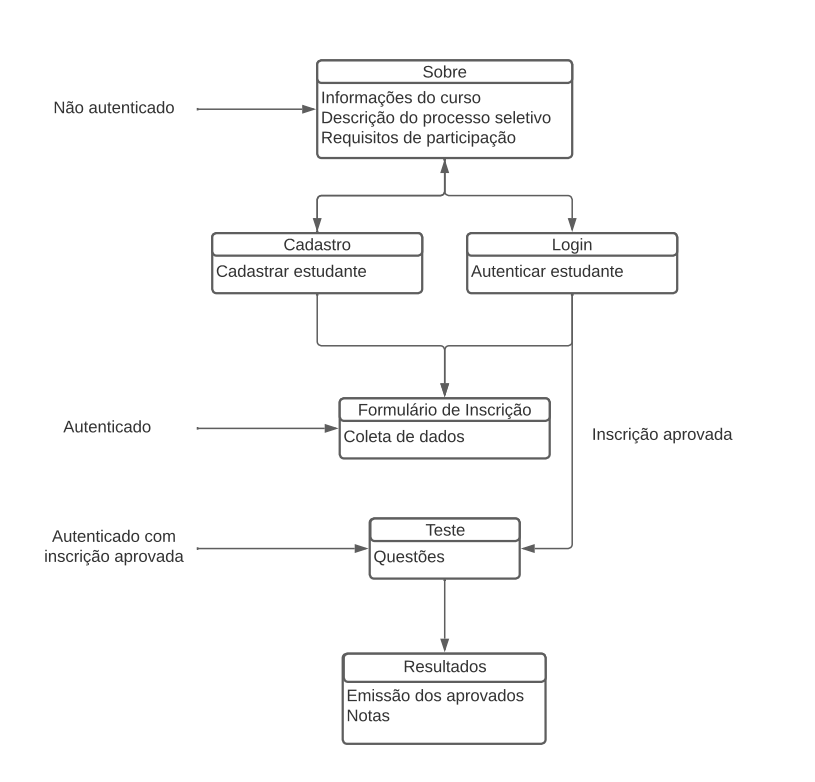 Sobre
Não autenticado
Informações do curso
Descrição do processo seletivo
Requisitos de participação
Cadastro
Cadastrar estudante
Login
Autenticar estudante
Autenticado
Formulário de Inscrição
Coleta de dados
Inscrição aprovada
Autenticado com
inscrição aprovada
Teste
Questões
Resultados
Emissão dos aprovados
Notas